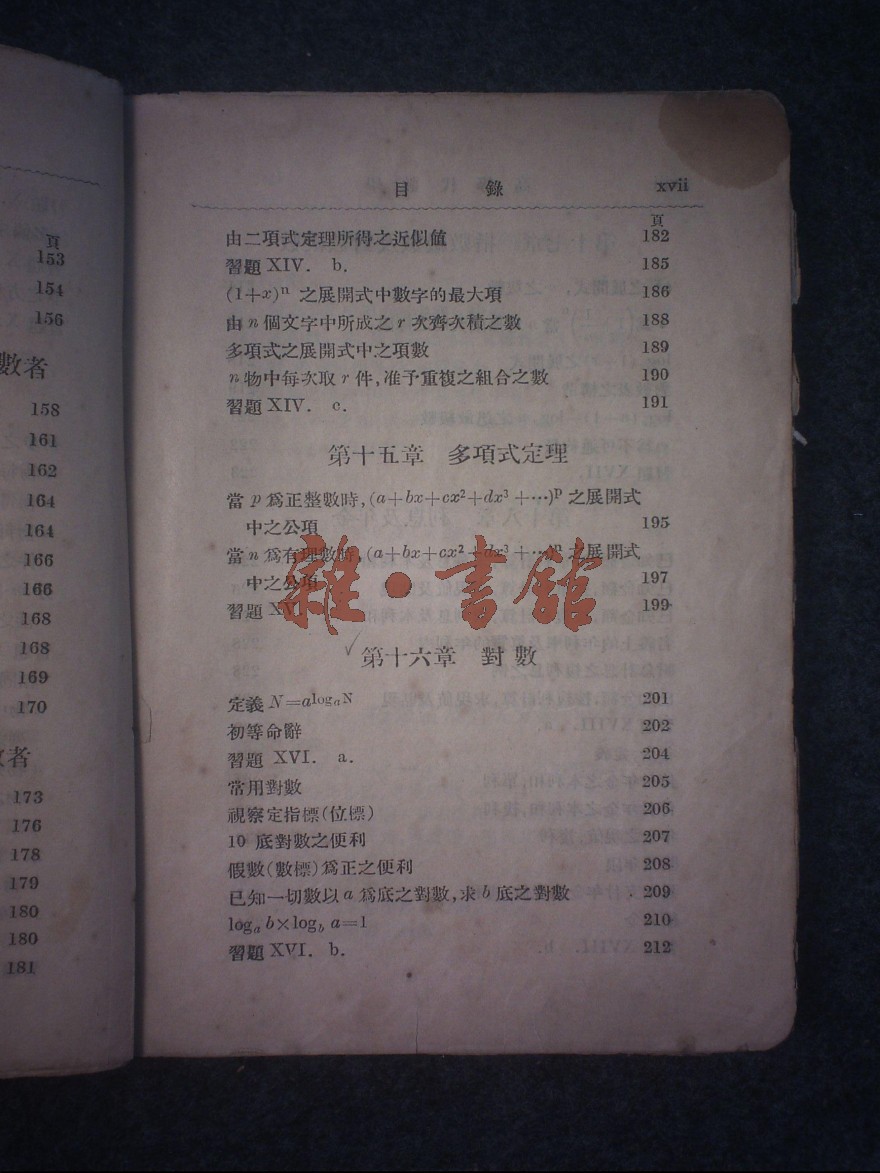 頁
153
154
156
數者
158
161
162
164
164
166
166
168
168
169
170
者
173
176
178
179
180
180
181
目 錄 xvii
頁
由二項式定理所得之近似值 182
習題 XIV. b. 185
(1+x)ⁿ 之展開式中數字的最大項 186
由 n 個文字中所成之 r 次齊次積之數 188
多項式之展開式中之項數 189
n 物中每次取 r 件,准予重復之組合之數 190
習題 XIV. c. 191
第十五章 多項式定理
當 p 爲正整數時,(a+bx+cx²+dx³+⋯)ᵖ 之展開式
中之公項 195
當 n 爲有理數時,(a+bx+cx²+dx³+⋯)ⁿ 之展開式
中之公項 197
習題 XV. 199
雜·書館
第十六章 對數
定義 N=a^{log_a N} 201
初等命辭 202
習題 XVI. a. 204
常用對數 205
視察定指標(位標) 206
10 底對數之便利 207
假數(數標)爲正之便利 208
已知一切數以 a 爲底之對數,求 b 底之對數 209
log_a b×log_b a=1 210
習題 XVI. b. 212